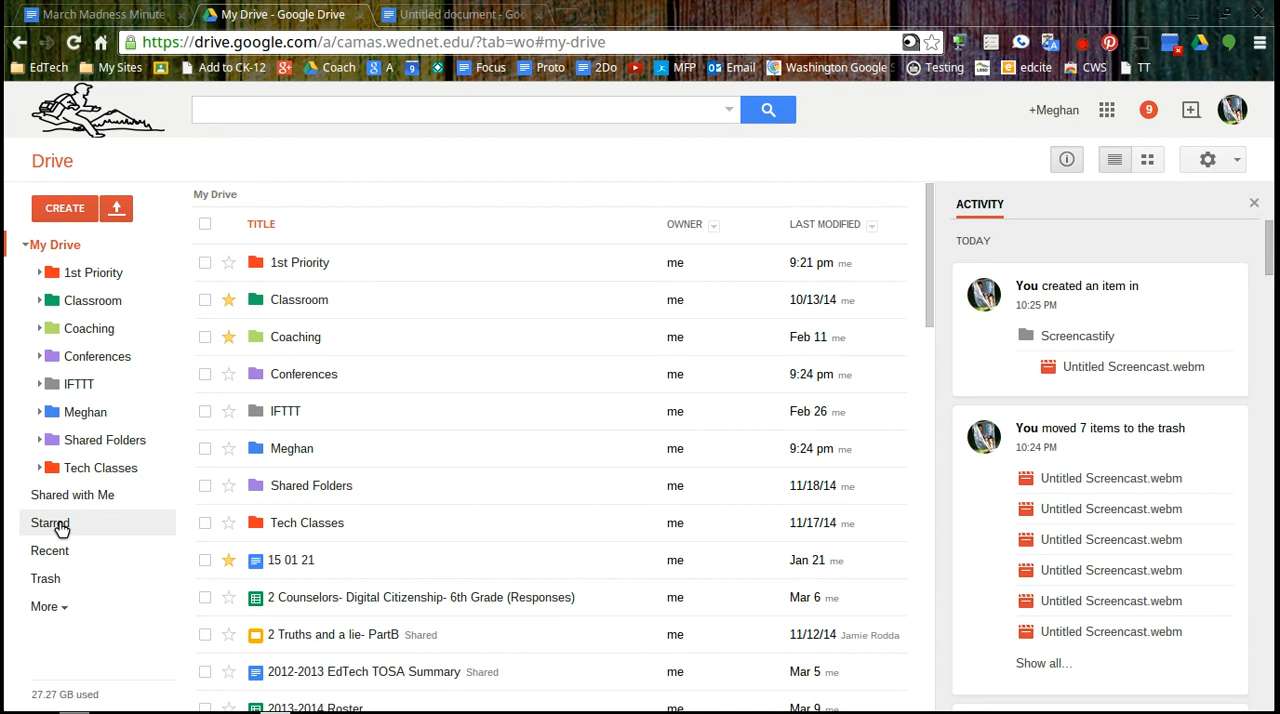 March Madness Minute
My Drive - Google Drive
Untitled document - Goo
https://drive.google.com/a/camas.wednet.edu/?tab=wo#my-drive
EdTech My Sites Add to CK-12 Coach A 9 Focus Proto 2Do MFP Email Washington Google Testing edcite CWS TT
+Meghan 9
Drive
CREATE
My Drive
1st Priority
Classroom
Coaching
Conferences
IFTTT
Meghan
Shared Folders
Tech Classes
Shared with Me
Starred
Recent
Trash
More
27.27 GB used
My Drive
TITLE OWNER LAST MODIFIED
1st Priority me 9:21 pm me
Classroom me 10/13/14 me
Coaching me Feb 11 me
Conferences me 9:24 pm me
IFTTT me Feb 26 me
Meghan me 9:24 pm me
Shared Folders me 11/18/14 me
Tech Classes me 11/17/14 me
15 01 21 me Jan 21 me
2 Counselors- Digital Citizenship- 6th Grade (Responses) me Mar 6 me
2 Truths and a lie- PartB Shared me 11/12/14 Jamie Rodda
2012-2013 EdTech TOSA Summary Shared me Mar 5 me
2013-2014 Roster me Mar 9 me
ACTIVITY
TODAY
You created an item in
10:25 PM
Screencastify
Untitled Screencast.webm
You moved 7 items to the trash
10:24 PM
Untitled Screencast.webm
Untitled Screencast.webm
Untitled Screencast.webm
Untitled Screencast.webm
Untitled Screencast.webm
Untitled Screencast.webm
Show all...